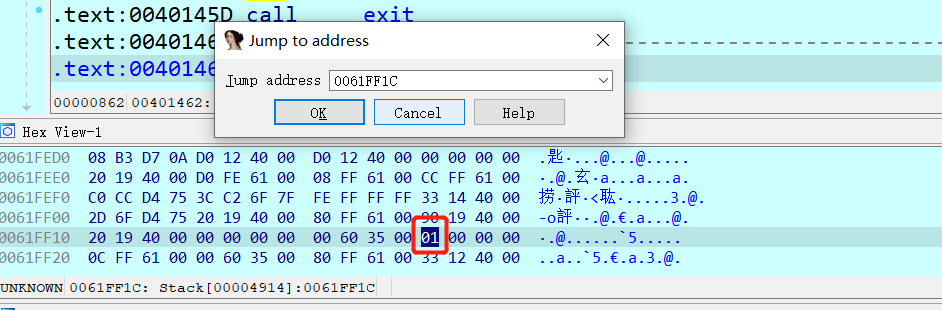 .text:0040145D call    exit
.text:0040146
.text:0040146
Jump to address
Jump address 0061FF1C
OK Cancel Help
00000862 00401462:
Hex View-1
0061FED0 08 B3 D7 0A D0 12 40 00 D0 12 40 00 00 00 00 00 .匙·...@...@.....
0061FEE0 20 19 40 00 D0 FE 61 00 08 FF 61 00 CC FF 61 00 .@.玄·a...a...a.
0061FEF0 C0 CC D4 75 3C C2 6F 7F FE FF FF FF 33 14 40 00
0061FF00 2D 6F D4 75 20 19 40 00 80 FF 61 00 90 19 40 00
0061FF10 20 19 40 00 00 00 00 00 00 60 35 00 01 00 00 00 ·.@......`5.....
0061FF20 0C FF 61 00 00 60 35 00 80 FF 61 00 33 12 40 00 ..a..`5.€.a.3.@.
UNKNOWN 0061FF1C: Stack[00004914]:0061FF1C